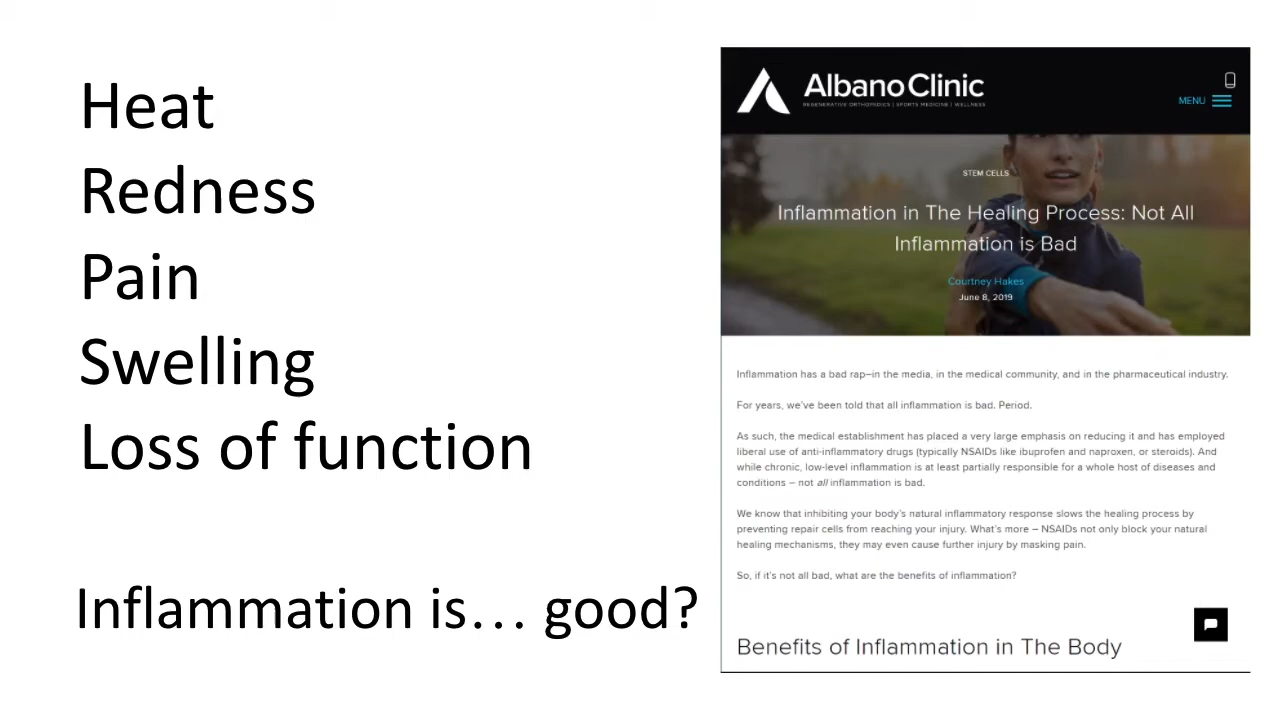 Heat
Redness
Pain
Swelling
Loss of function
Inflammation is… good?
Albano Clinic
REGENERATIVE ORTHOPEDICS | SPORTS MEDICINE | WELLNESS
MENU
STEM CELLS
Inflammation in The Healing Process: Not All
Inflammation is Bad
Courtney Hakes
June 8, 2019
Inflammation has a bad rap–in the media, in the medical community, and in the pharmaceutical industry.
For years, we've been told that all inflammation is bad. Period.
As such, the medical establishment has placed a very large emphasis on reducing it and has employed
liberal use of anti-inflammatory drugs (typically NSAIDs like ibuprofen and naproxen, or steroids). And
while chronic, low-level inflammation is at least partially responsible for a whole host of diseases and
conditions – not all inflammation is bad.
We know that inhibiting your body's natural inflammatory response slows the healing process by
preventing repair cells from reaching your injury. What's more – NSAIDs not only block your natural
healing mechanisms, they may even cause further injury by masking pain.
So, if it's not all bad, what are the benefits of inflammation?
Benefits of Inflammation in The Body